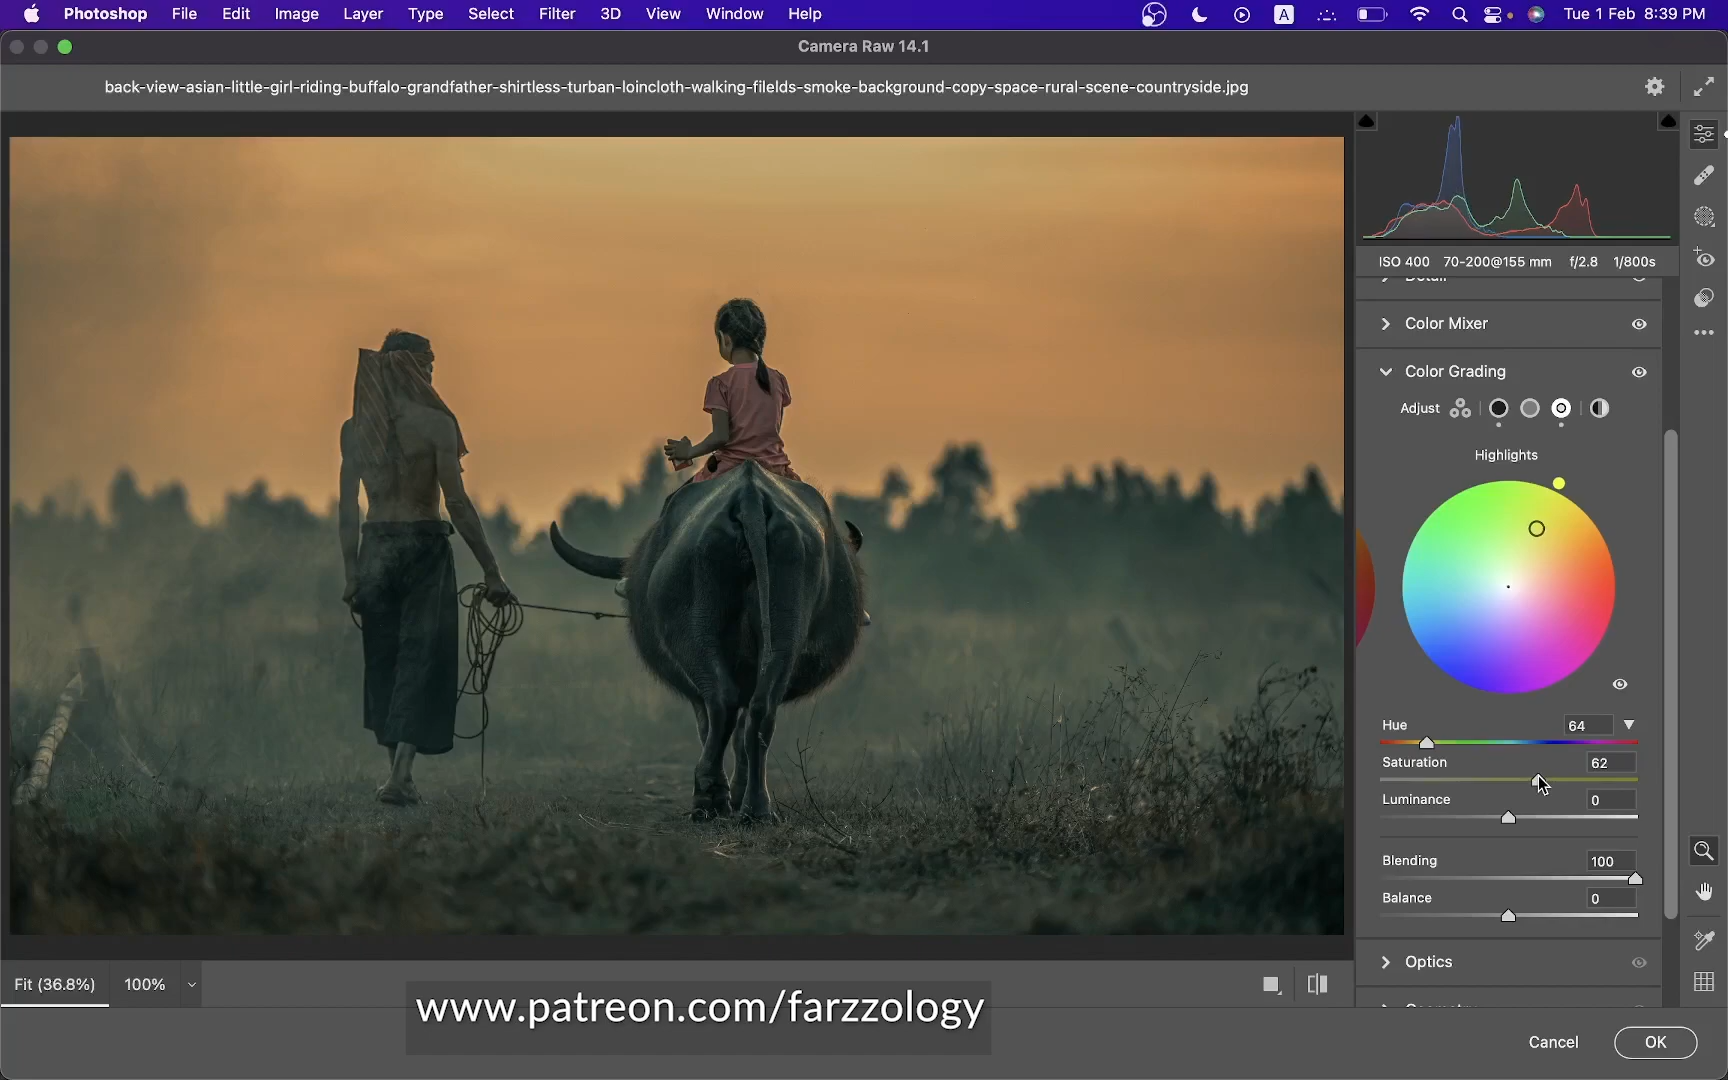 Photoshop File Edit Image Layer Type Select Filter 3D View Window Help A Tue 1 Feb 8:39 PM
Camera Raw 14.1
back-view-asian-little-girl-riding-buffalo-grandfather-shirtless-turban-loincloth-walking-filelds-smoke-background-copy-space-rural-scene-countryside.jpg
ISO 400 70-200@155 mm f/2.8 1/800s
Detail
Color Mixer
Color Grading
Adjust
Highlights
Hue 64
Saturation 62
Luminance 0
Blending 100
Balance 0
Optics
Geometry
Fit (36.8%) 100%
www.patreon.com/farzzology
Cancel OK